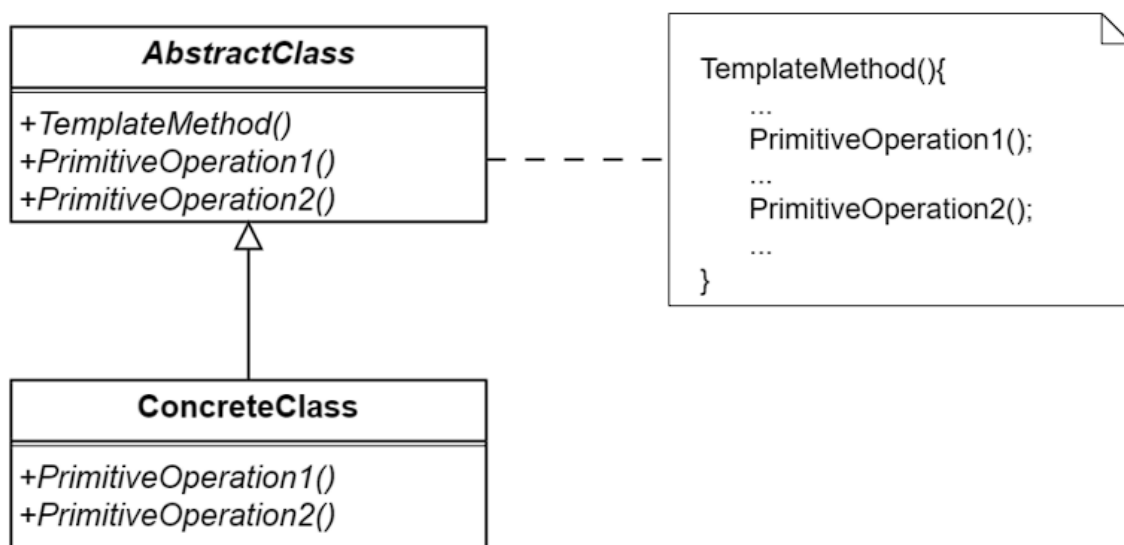 AbstractClass
+TemplateMethod()
+PrimitiveOperation1()
+PrimitiveOperation2()
TemplateMethod(){
...
PrimitiveOperation1();
...
PrimitiveOperation2();
...
}
ConcreteClass
+PrimitiveOperation1()
+PrimitiveOperation2()